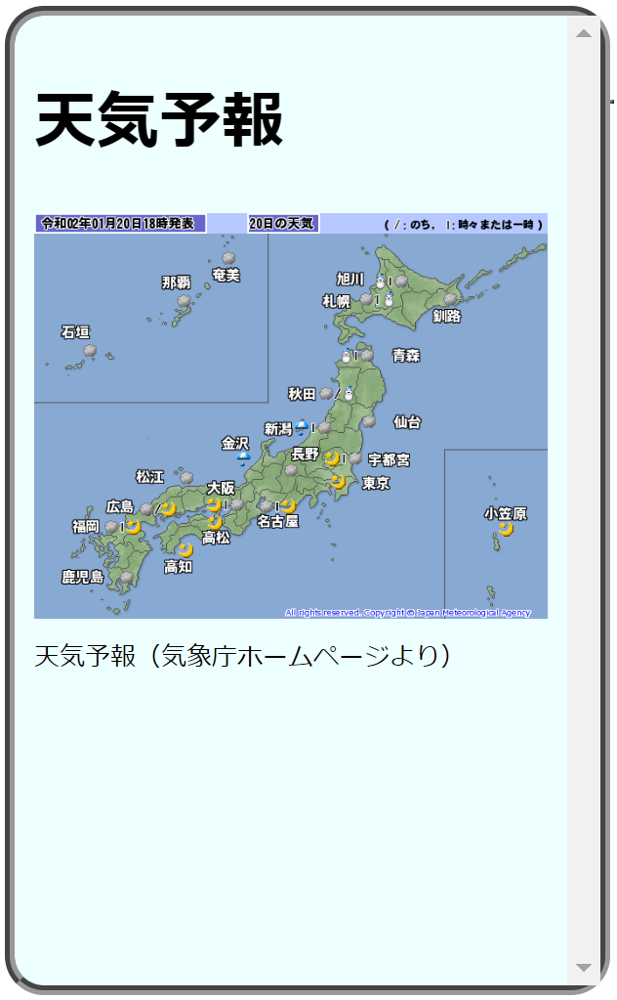 天気予報
令和02年01月20日18時発表
20日の天気
( / : のち, | : 時々または一時 )
那覇
奄美
石垣
旭川
札幌
釧路
青森
秋田
仙台
新潟
金沢
長野
宇都宮
東京
松江
大阪
広島
名古屋
福岡
高松
高知
鹿児島
小笠原
All rights reserved. Copyright © Japan Meteorological Agency
天気予報（気象庁ホームページより）